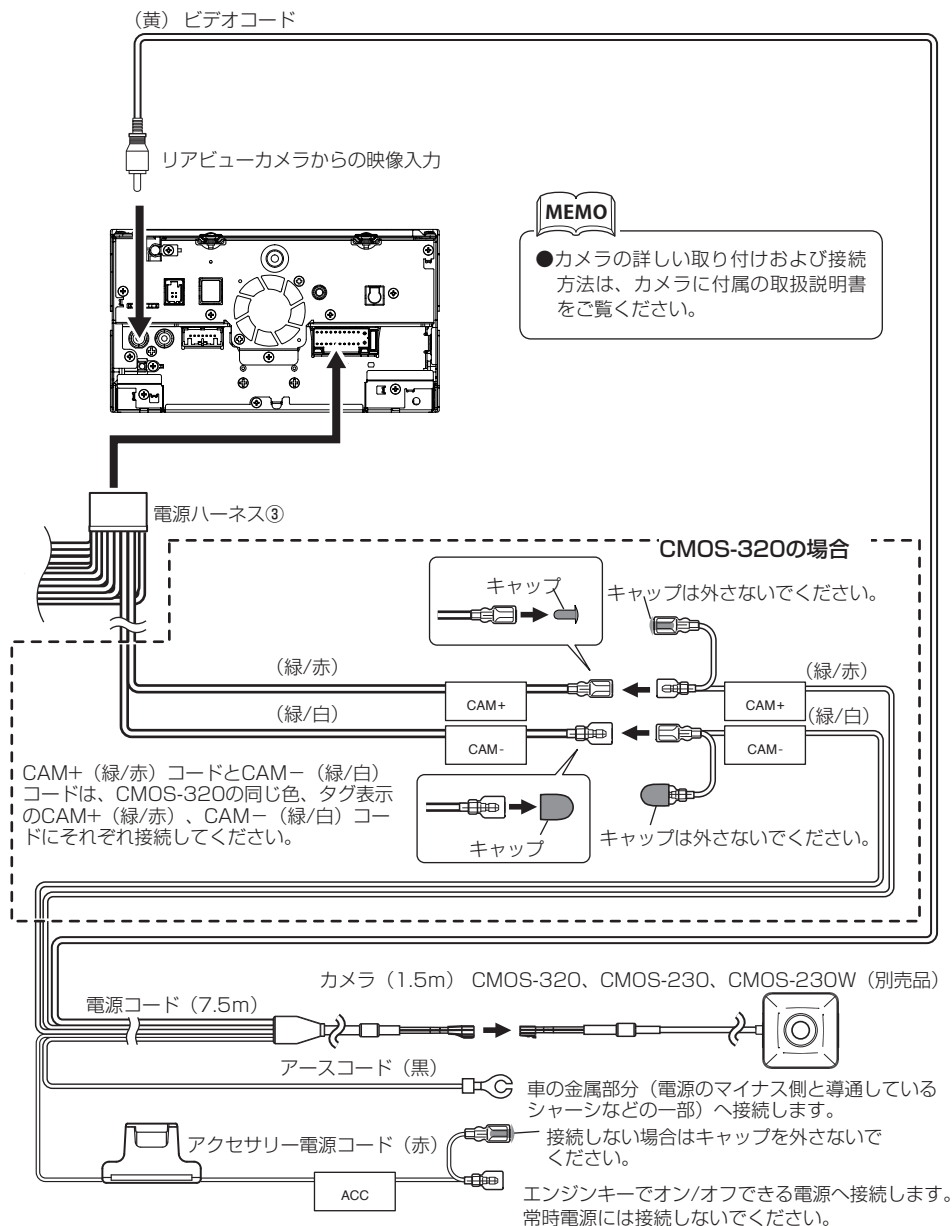 （黄） ビデオコード
リアビューカメラからの映像入力
MEMO
●カメラの詳しい取り付けおよび接続
方法は、カメラに付属の取扱説明書
をご覧ください。
電源ハーネス③
CMOS-320の場合
キャップ
キャップは外さないでください。
（緑/赤）
CAM+
（緑/赤）
CAM+
（緑/白）
CAM-
（緑/白）
CAM-
CAM+（緑/赤）コードとCAM－（緑/白）
コードは、CMOS-320の同じ色、タグ表示
のCAM+（緑/赤）、CAM－（緑/白）コー
ドにそれぞれ接続してください。
キャップ
キャップは外さないでください。
カメラ（1.5m） CMOS-320、CMOS-230、CMOS-230W（別売品）
電源コード（7.5m）
アースコード（黒）
車の金属部分（電源のマイナス側と導通している
シャーシなどの一部）へ接続します。
アクセサリー電源コード（赤）
接続しない場合はキャップを外さないで
ください。
ACC
エンジンキーでオン/オフできる電源へ接続します。
常時電源には接続しないでください。